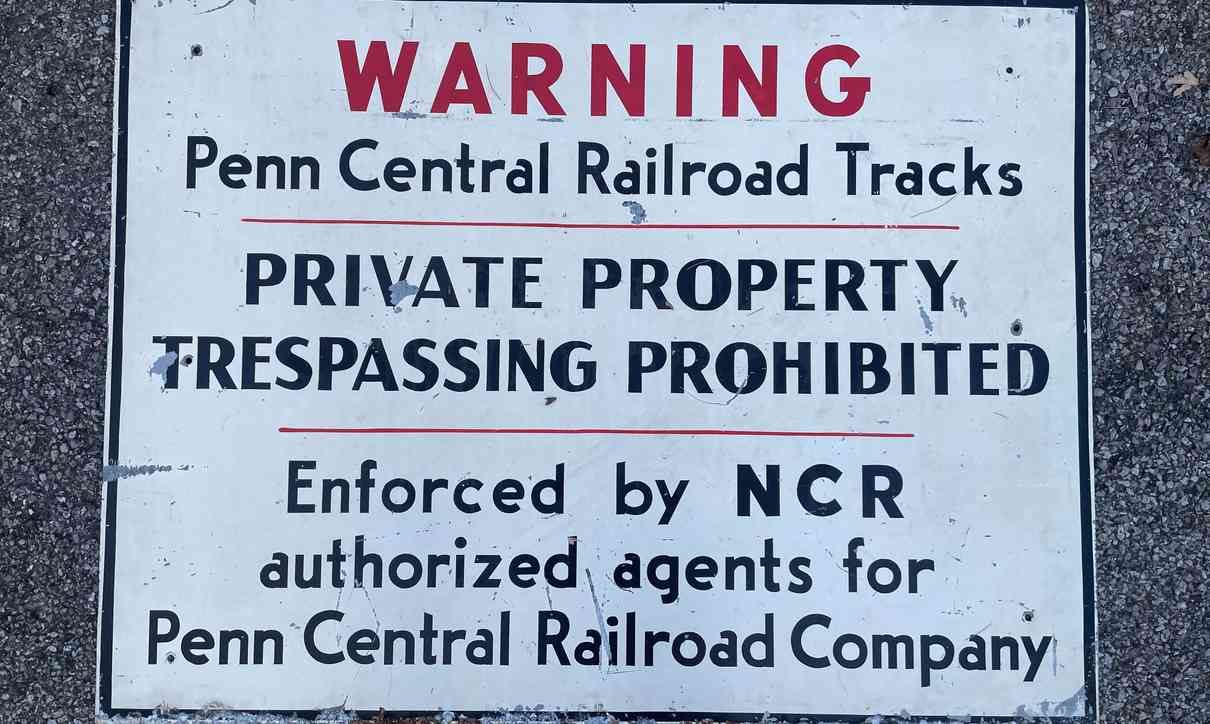 WARNING
Penn Central Railroad Tracks
PRIVATE PROPERTY
TRESPASSING PROHIBITED
Enforced by NCR
authorized agents for
Penn Central Railroad Company